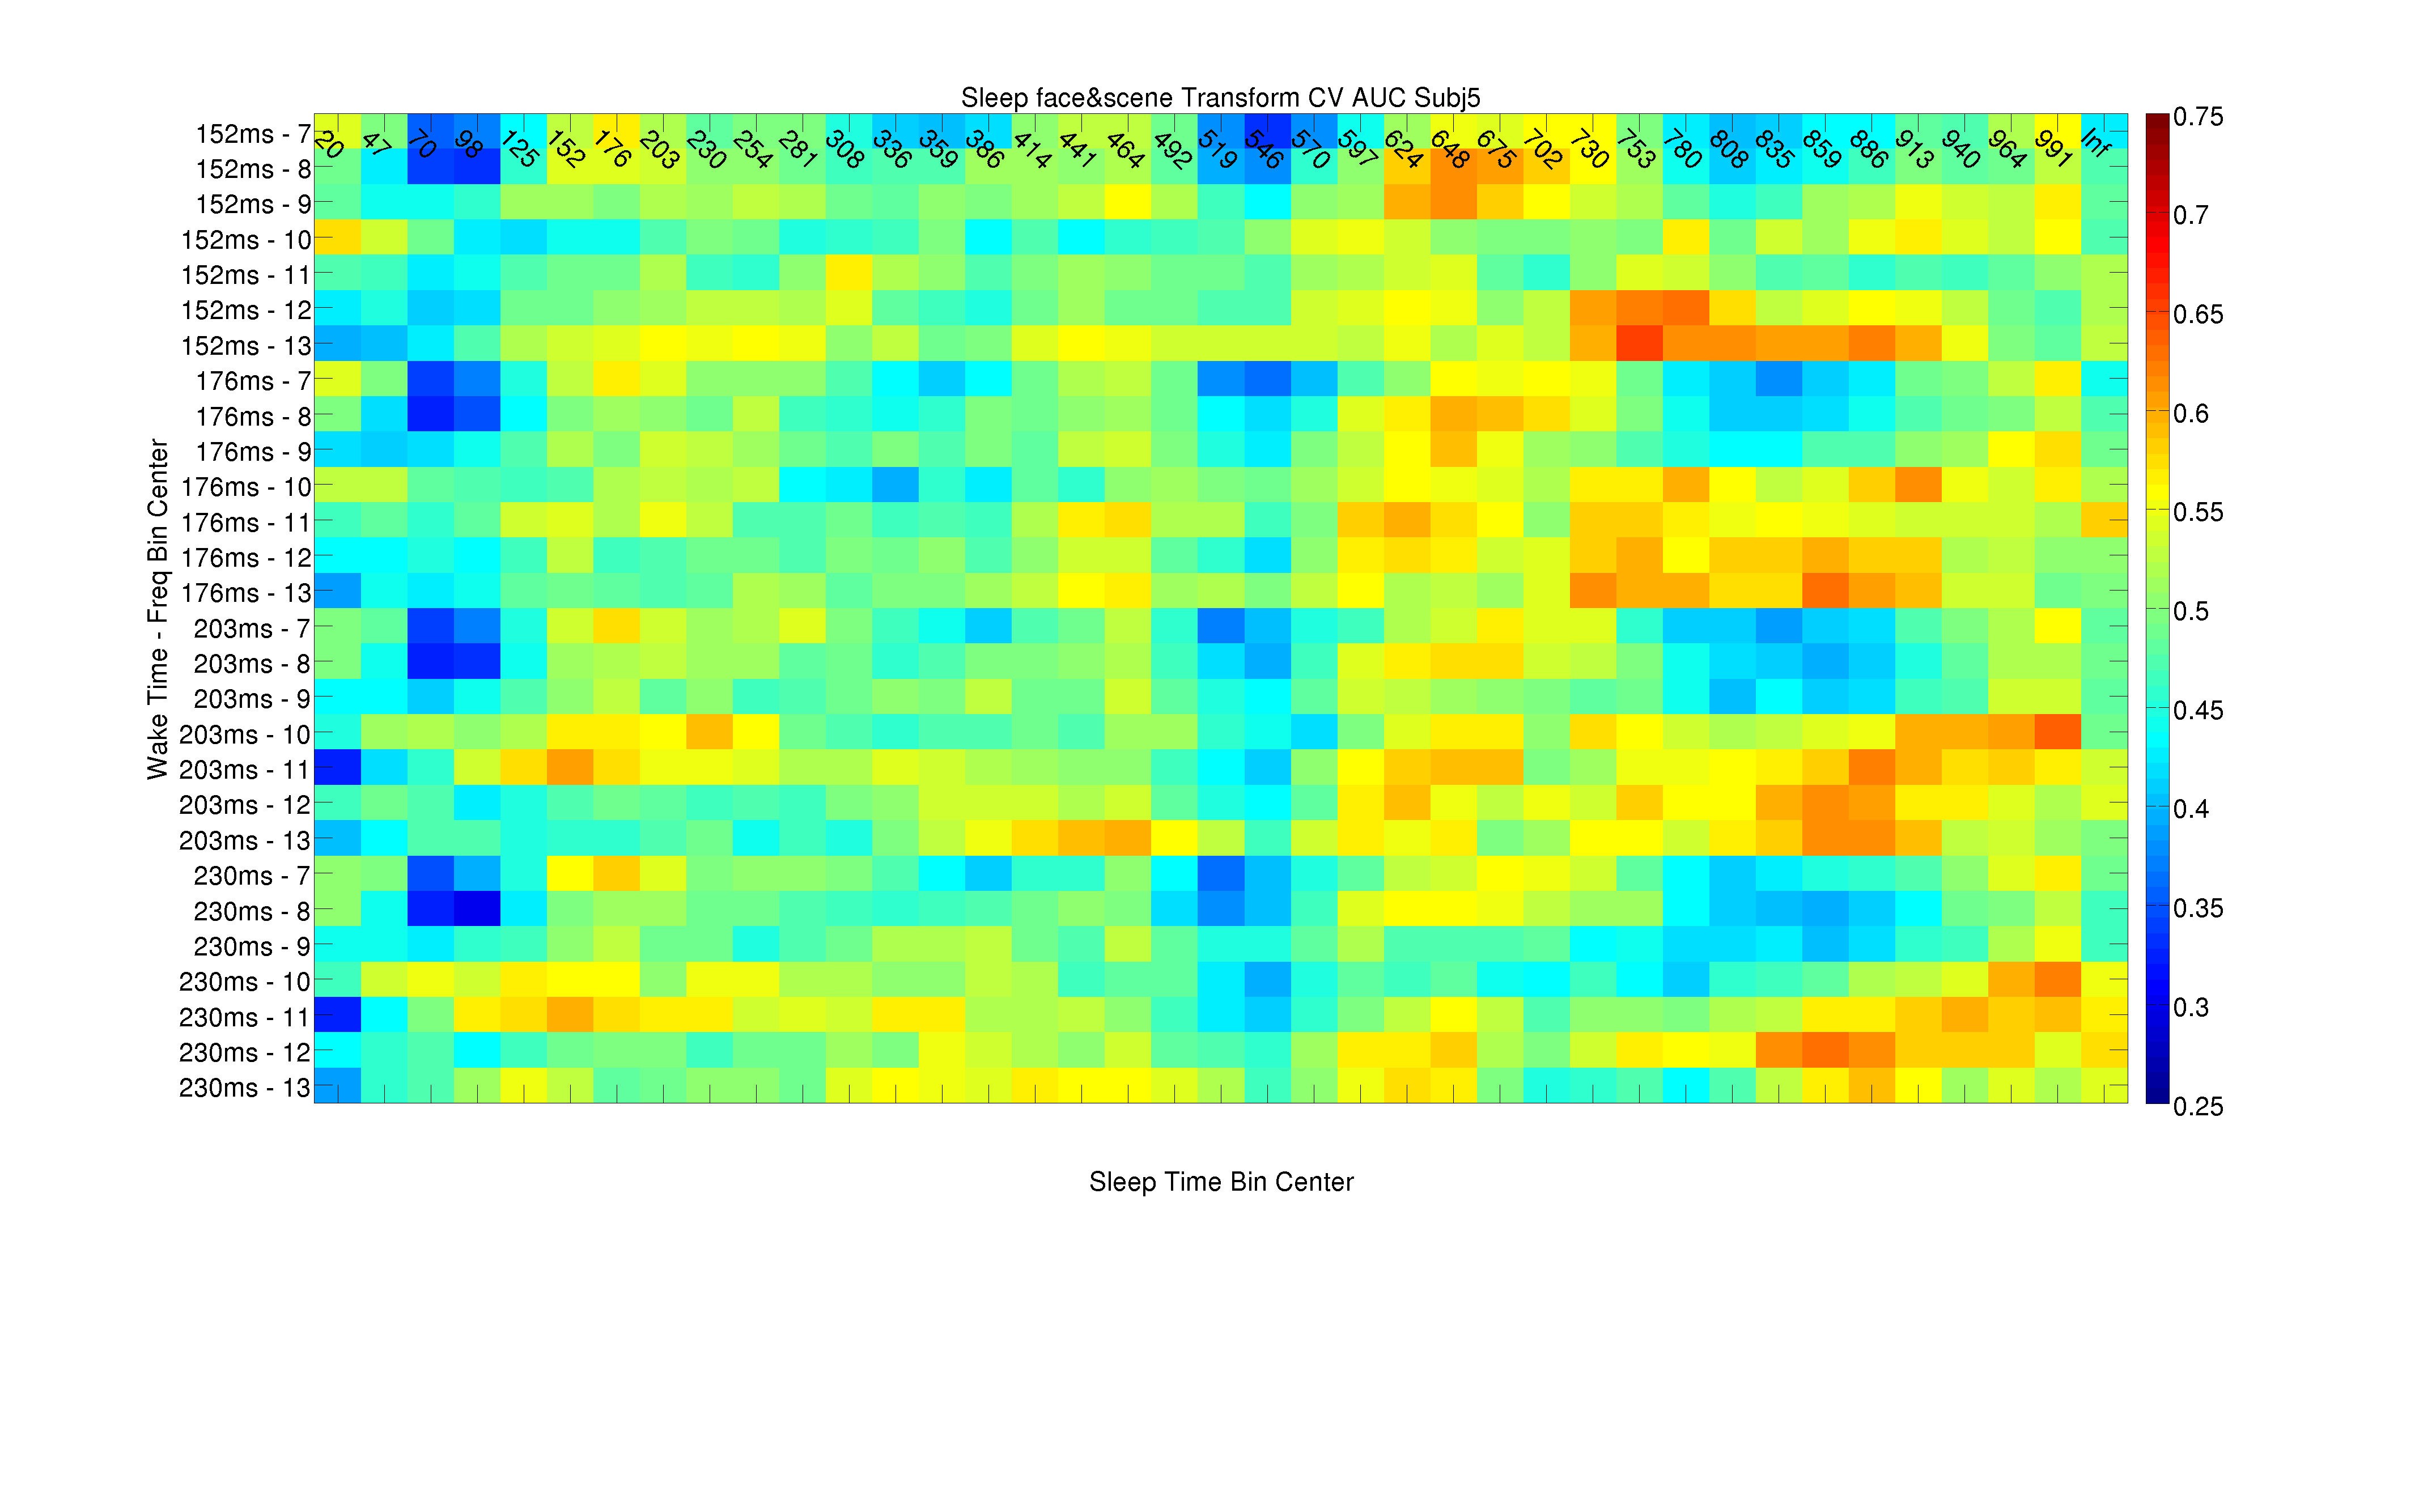 Sleep face&scene Transform CV AUC Subj5
20 47 70 98 125 152 176 203 230 254 281 308 336 359 386 414 441 464 492 519 546 570 597 624 648 675 702 730 753 780 808 835 859 886 913 940 964 991 Inf
Wake Time - Freq Bin Center
152ms - 7
152ms - 8
152ms - 9
152ms - 10
152ms - 11
152ms - 12
152ms - 13
176ms - 7
176ms - 8
176ms - 9
176ms - 10
176ms - 11
176ms - 12
176ms - 13
203ms - 7
203ms - 8
203ms - 9
203ms - 10
203ms - 11
203ms - 12
203ms - 13
230ms - 7
230ms - 8
230ms - 9
230ms - 10
230ms - 11
230ms - 12
230ms - 13
0.75
0.7
0.65
0.6
0.55
0.5
0.45
0.4
0.35
0.3
0.25
Sleep Time Bin Center